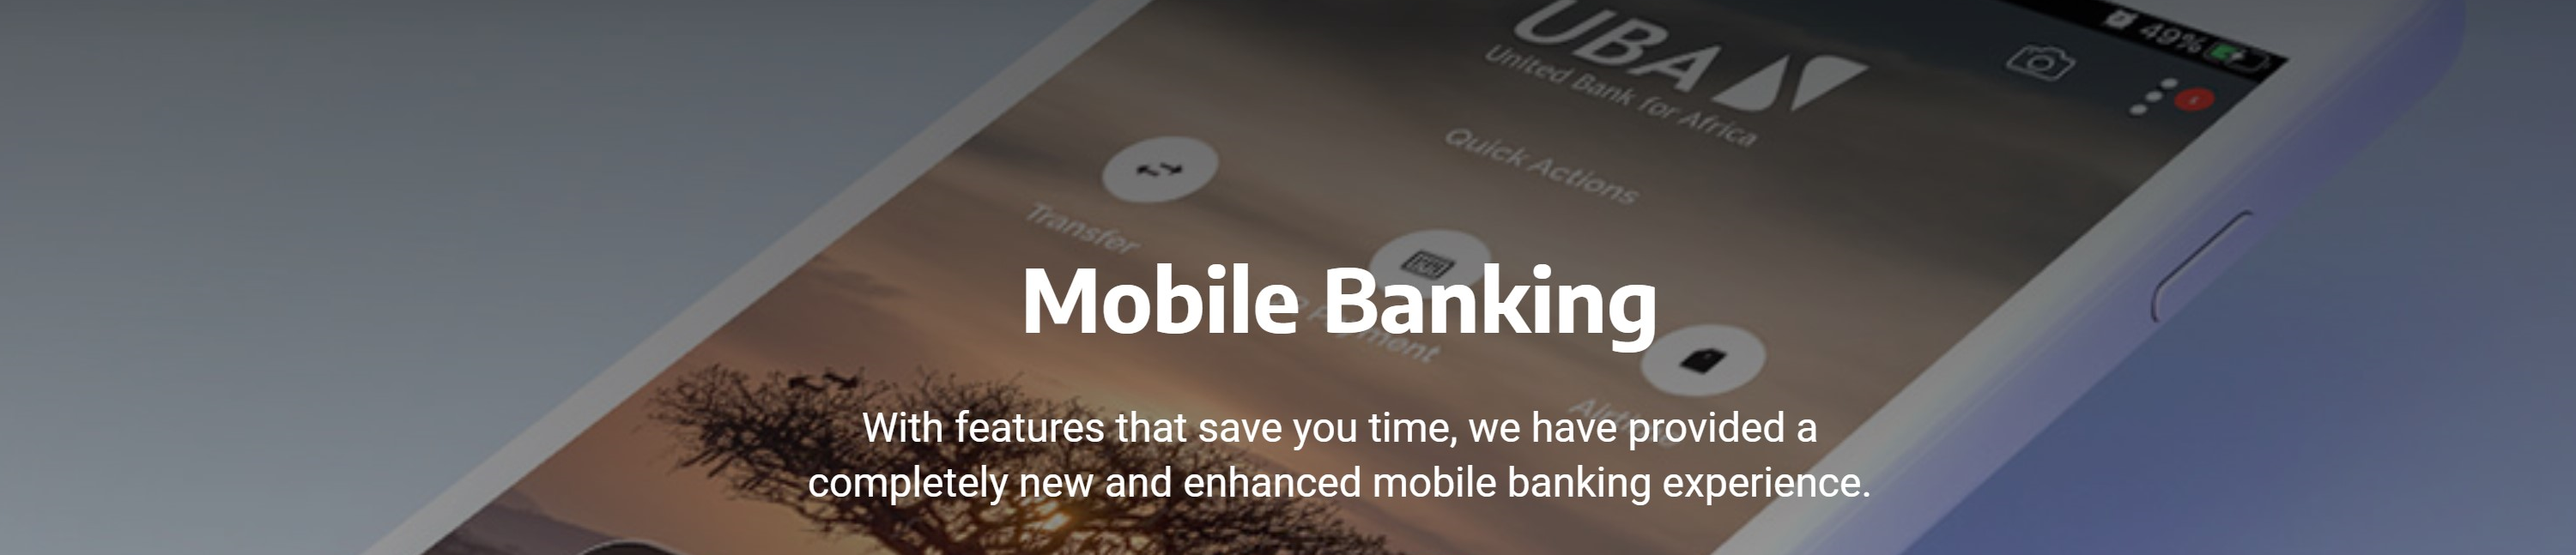 49%
UBA
United Bank for Africa
Quick Actions
Transfer
Mobile Banking
Payment
With features that save you time, we have provided a
completely new and enhanced mobile banking experience.